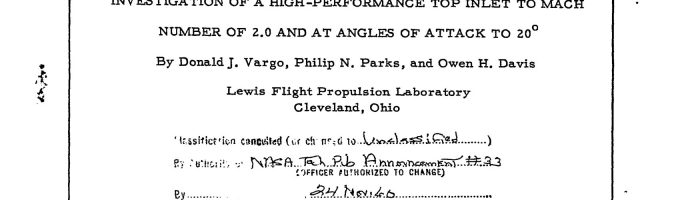 INVESTIGATION OF A HIGH-PERFORMANCE TOP INLET TO MACH
NUMBER OF 2.0 AND AT ANGLES OF ATTACK TO 20°
By Donald J. Vargo, Philip N. Parks, and Owen H. Davis
Lewis Flight Propulsion Laboratory
Cleveland, Ohio
Classification cancelled (or changed to Unclassified)
By Authority of NASA Tech Pub Announcement #23
(OFFICER AUTHORIZED TO CHANGE)
By 24 Nov. 60